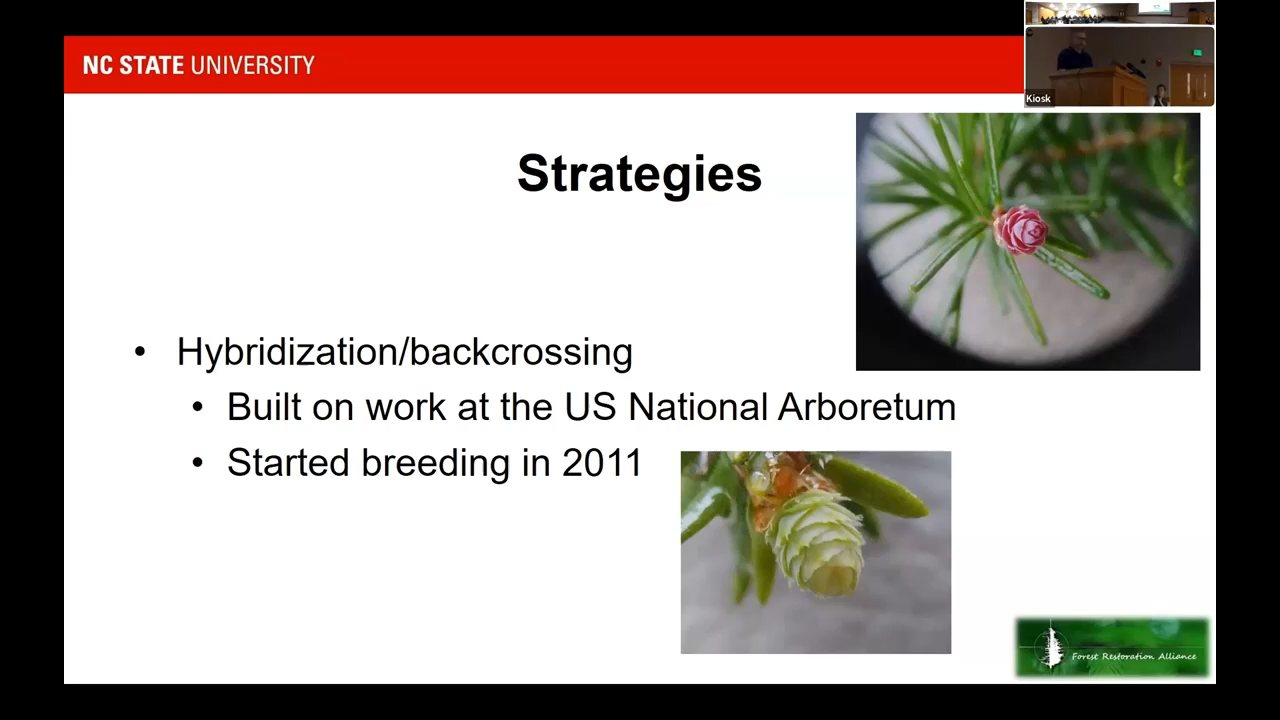 NC STATE UNIVERSITY
Kiosk
Strategies
• Hybridization/backcrossing
• Built on work at the US National Arboretum
• Started breeding in 2011
Forest Restoration Alliance